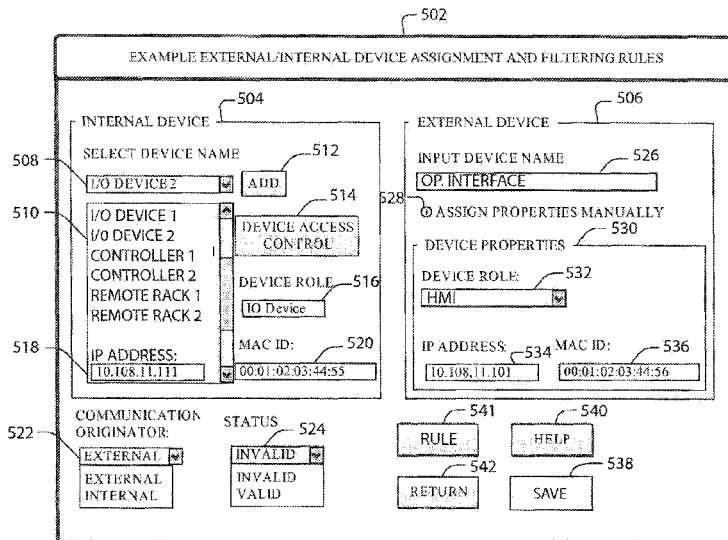 502
EXAMPLE EXTERNAL/INTERNAL DEVICE ASSIGNMENT AND FILTERING RULES
504
INTERNAL DEVICE
SELECT DEVICE NAME
508
I/O DEVICE 2
ADD
512
510
I/O DEVICE 1
I/O DEVICE 2
CONTROLLER 1
CONTROLLER 2
REMOTE RACK 1
REMOTE RACK 2
514
DEVICE ACCESS
CONTROL
DEVICE ROLE
516
IO Device
518
IP ADDRESS:
10.108.11.111
MAC ID:
520
00:01:02:03:44:55
506
EXTERNAL DEVICE
INPUT DEVICE NAME
526
OP. INTERFACE
528
ASSIGN PROPERTIES MANUALLY
530
DEVICE PROPERTIES
DEVICE ROLE:
532
HMI
IP ADDRESS:
534
10.108.11.101
MAC ID:
536
00:01:02:03:44:56
COMMUNICATION
ORIGINATOR:
522
EXTERNAL
EXTERNAL
INTERNAL
STATUS
524
INVALID
INVALID
VALID
541
RULE
540
HELP
542
RETURN
538
SAVE